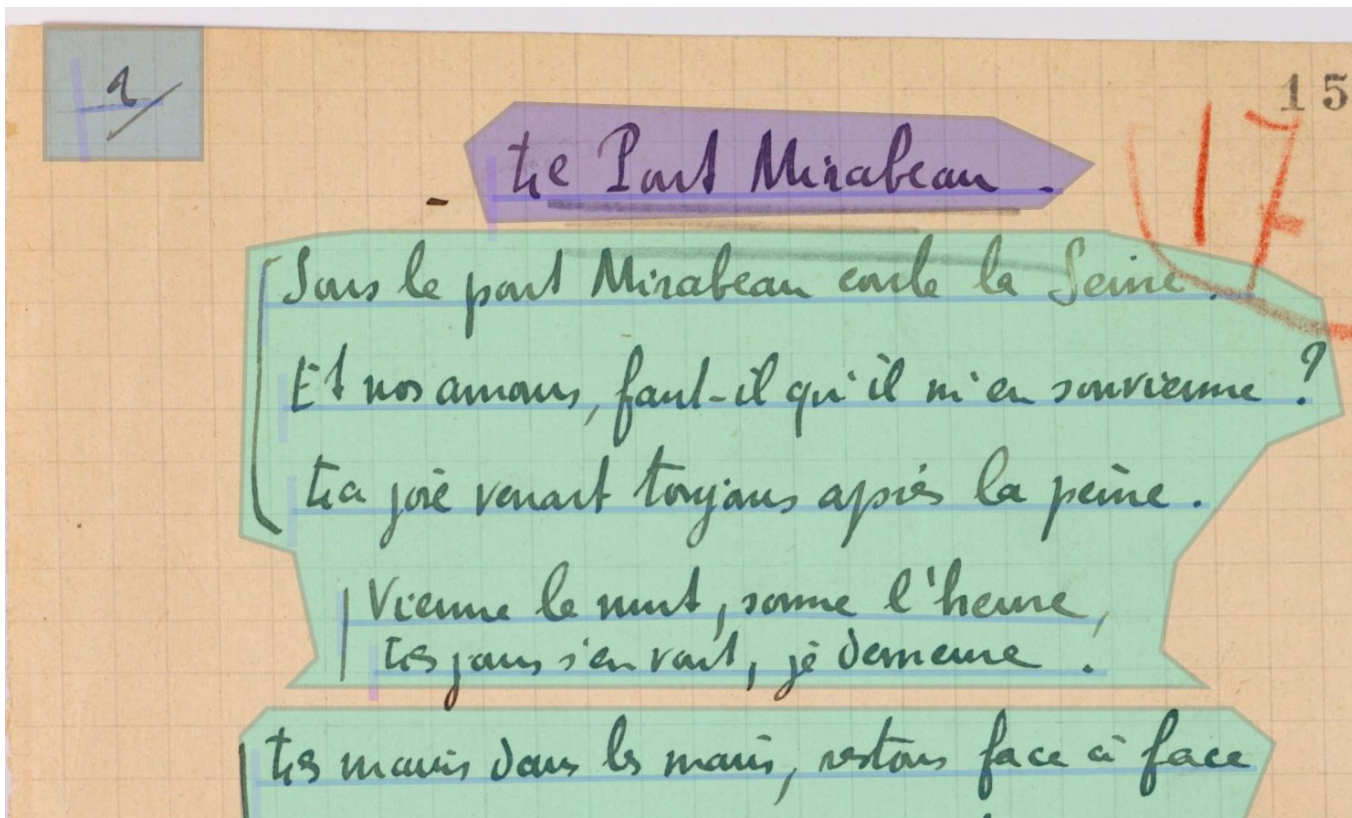 1/
15
17
- Le Pont Mirabeau.
Sous le pont Mirabeau coule la Seine.
Et nos amours, faut-il qu'il m'en souvienne ?
La joie venait toujours après la peine.
Vienne la nuit, sonne l'heure,
Les jours s'en vont, je demeure.
Les mains dans les mains, restons face à face